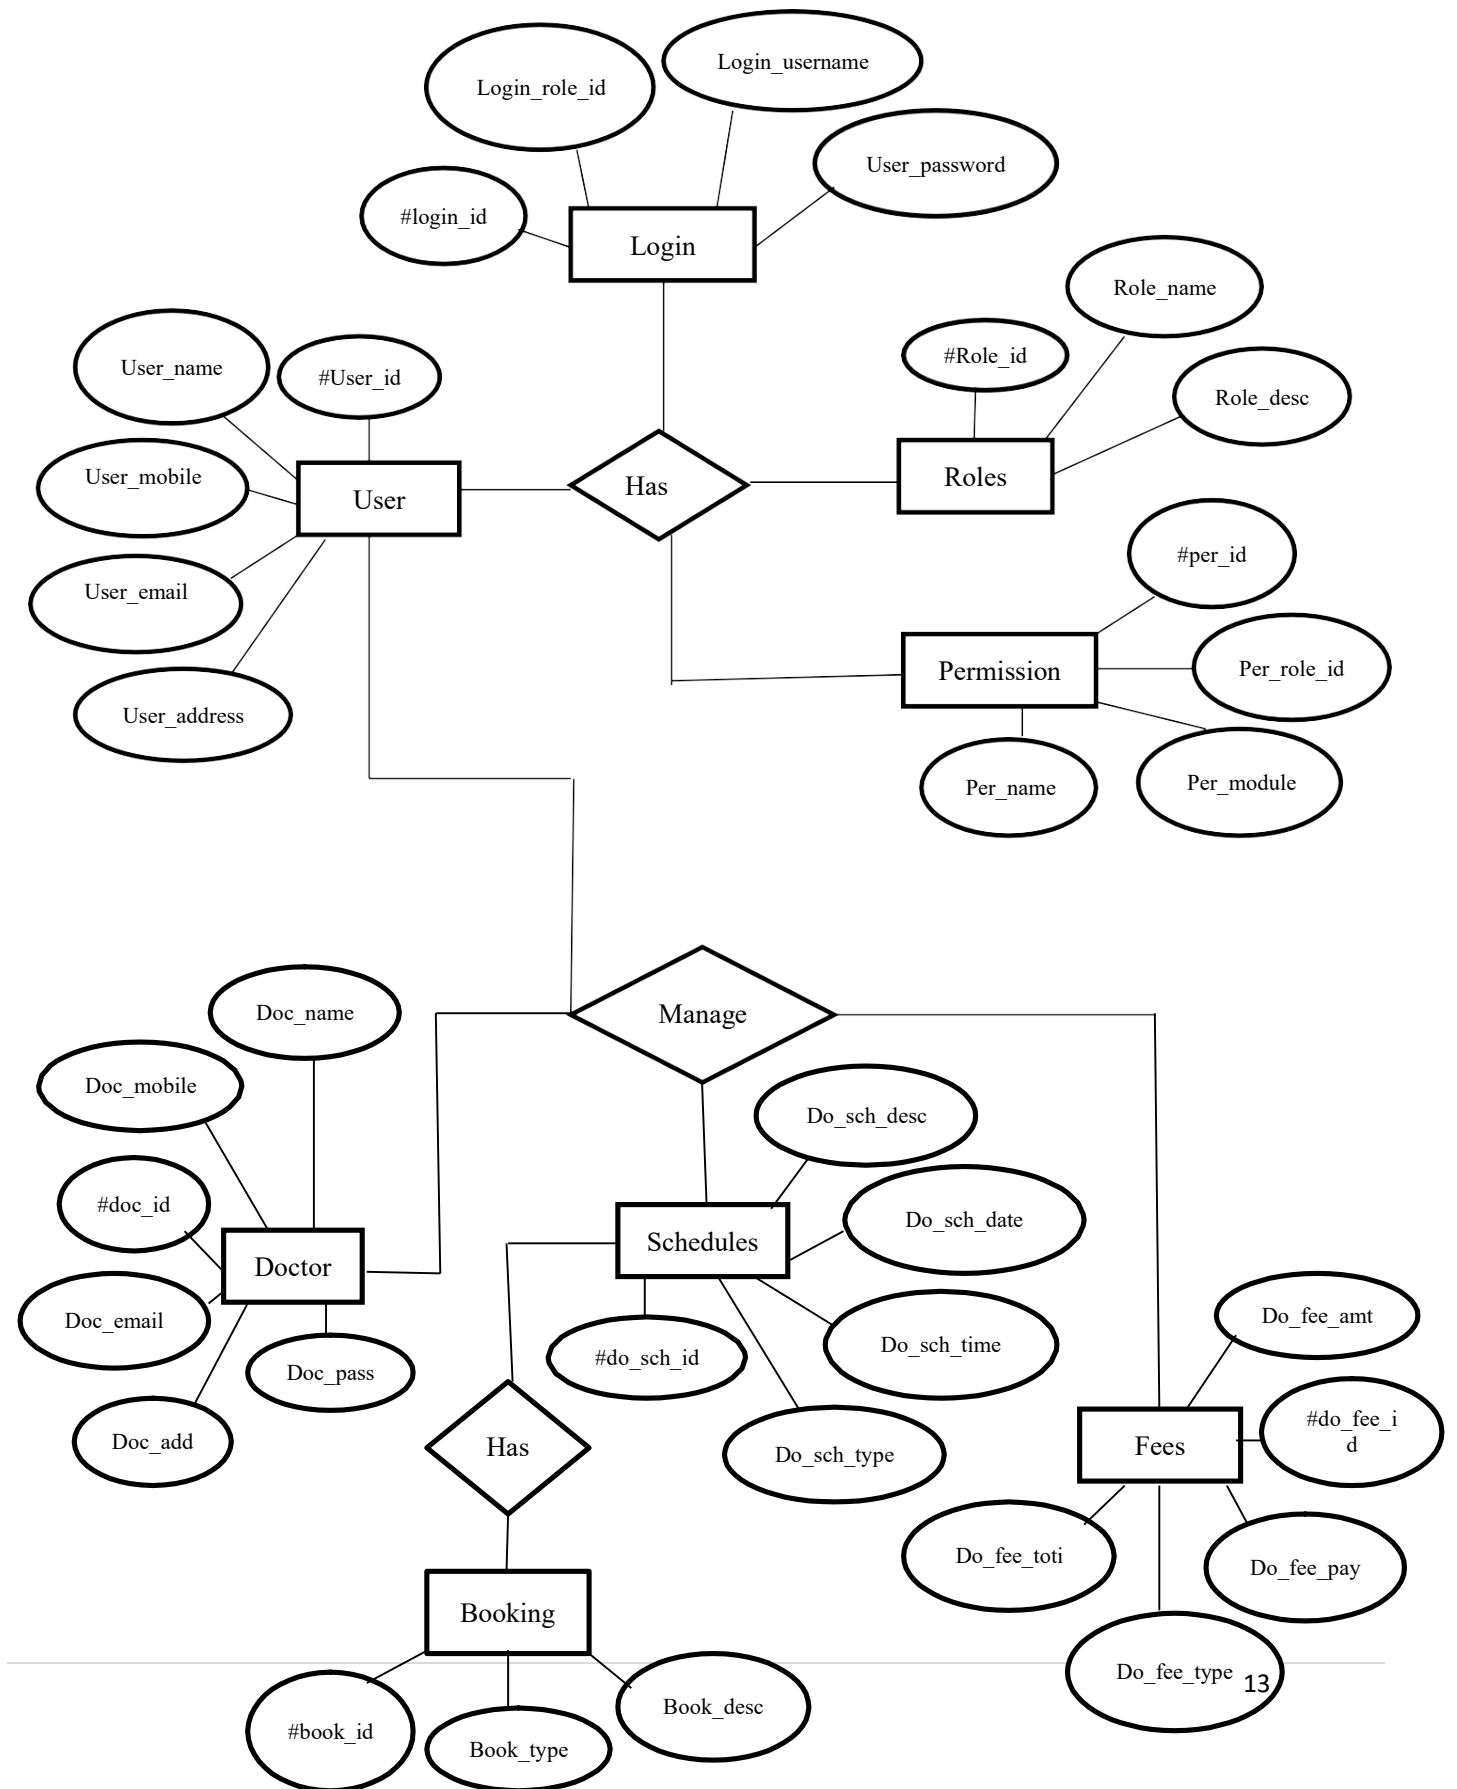 Login_username
Login_role_id
User_password
#login_id
Login
Role_name
#Role_id
User_name
#User_id
Role_desc
User_mobile
Roles
Has
User
#per_id
User_email
Permission
Per_role_id
User_address
Per_module
Per_name
Doc_name
Manage
Doc_mobile
Do_sch_desc
#doc_id
Do_sch_date
Schedules
Doctor
Do_fee_amt
Doc_email
Do_sch_time
#do_sch_id
Doc_pass
#do_fee_i
d
Doc_add
Has
Fees
Do_sch_type
Do_fee_toti
Do_fee_pay
Booking
Do_fee_type
13
Book_desc
#book_id
Book_type